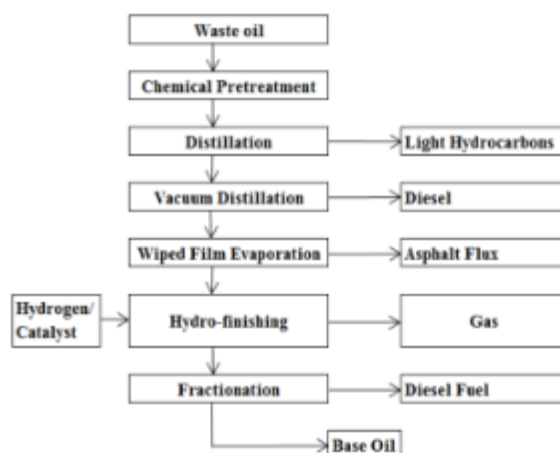 Waste oil
Chemical Pretreatment
Distillation
Light Hydrocarbons
Vacuum Distillation
Diesel
Wiped Film Evaporation
Asphalt Flux
Hydrogen/
Catalyst
Hydro-finishing
Gas
Fractionation
Diesel Fuel
Base Oil